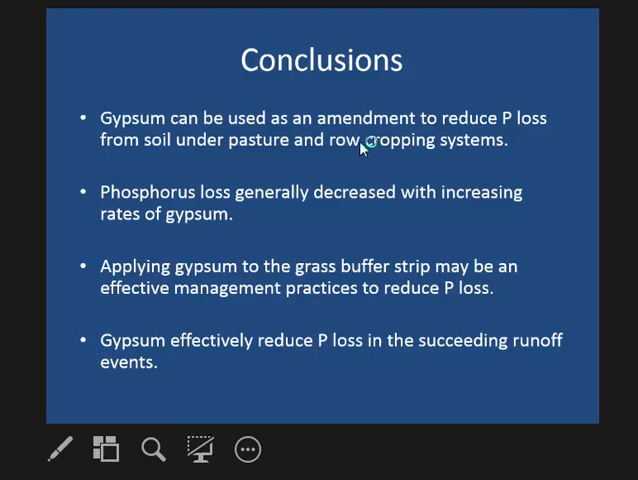 Conclusions
• Gypsum can be used as an amendment to reduce P loss
from soil under pasture and row cropping systems.
• Phosphorus loss generally decreased with increasing
rates of gypsum.
• Applying gypsum to the grass buffer strip may be an
effective management practices to reduce P loss.
• Gypsum effectively reduce P loss in the succeeding runoff
events.